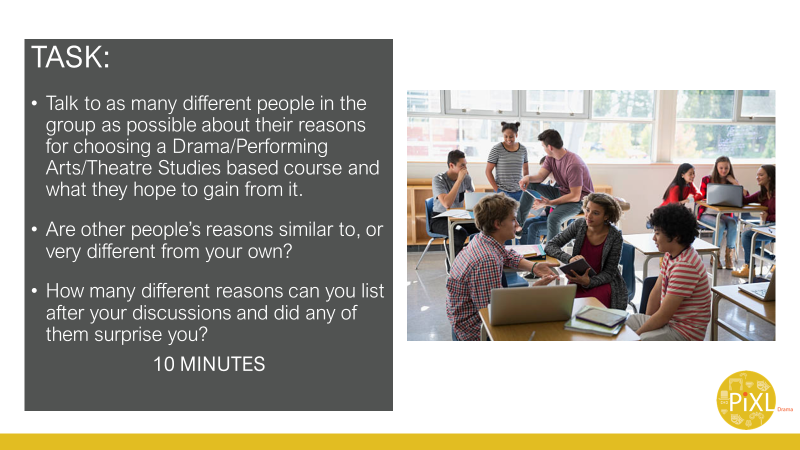 TASK:
• Talk to as many different people in the
group as possible about their reasons
for choosing a Drama/Performing
Arts/Theatre Studies based course and
what they hope to gain from it.
• Are other people’s reasons similar to, or
very different from your own?
• How many different reasons can you list
after your discussions and did any of
them surprise you?
10 MINUTES
PiXL
Drama